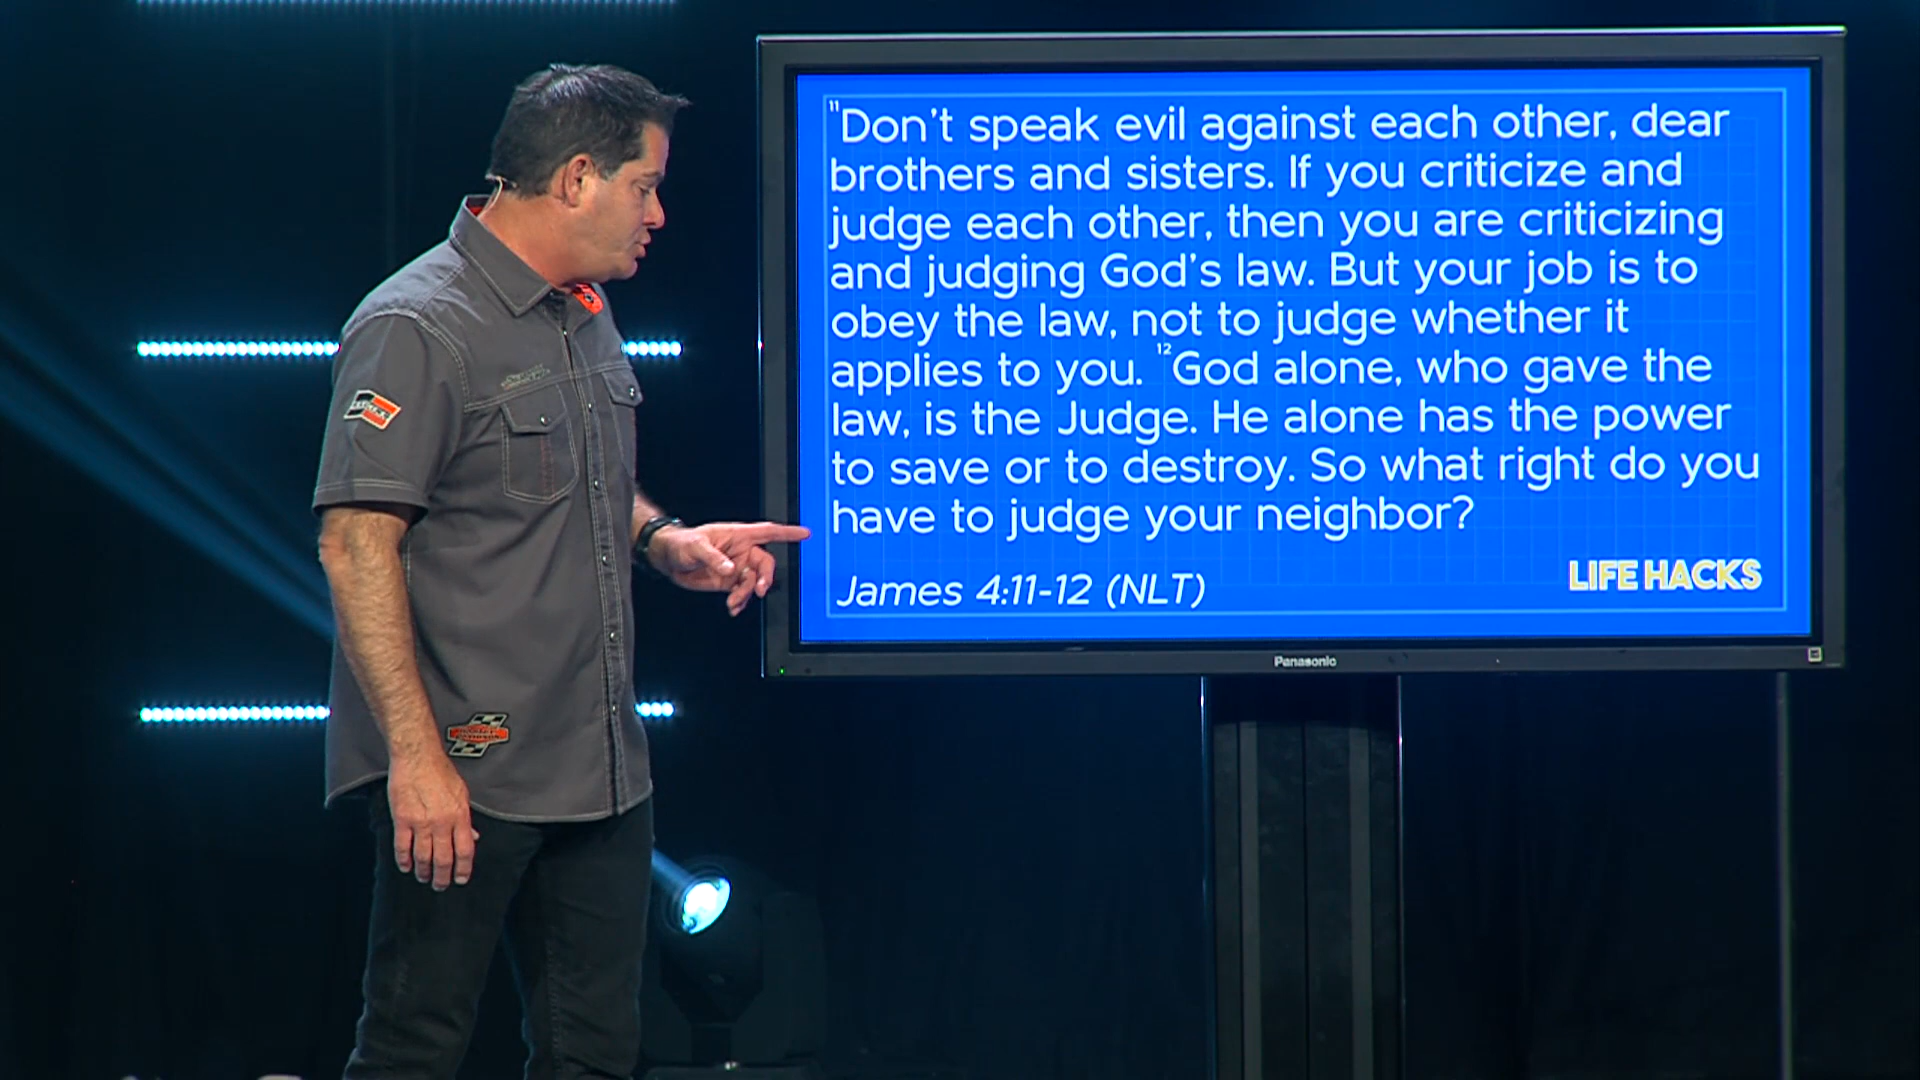 ¹¹Don't speak evil against each other, dear
brothers and sisters. If you criticize and
judge each other, then you are criticizing
and judging God's law. But your job is to
obey the law, not to judge whether it
applies to you. ¹²God alone, who gave the
law, is the Judge. He alone has the power
to save or to destroy. So what right do you
have to judge your neighbor?
James 4:11-12 (NLT)
LIFE HACKS
Panasonic